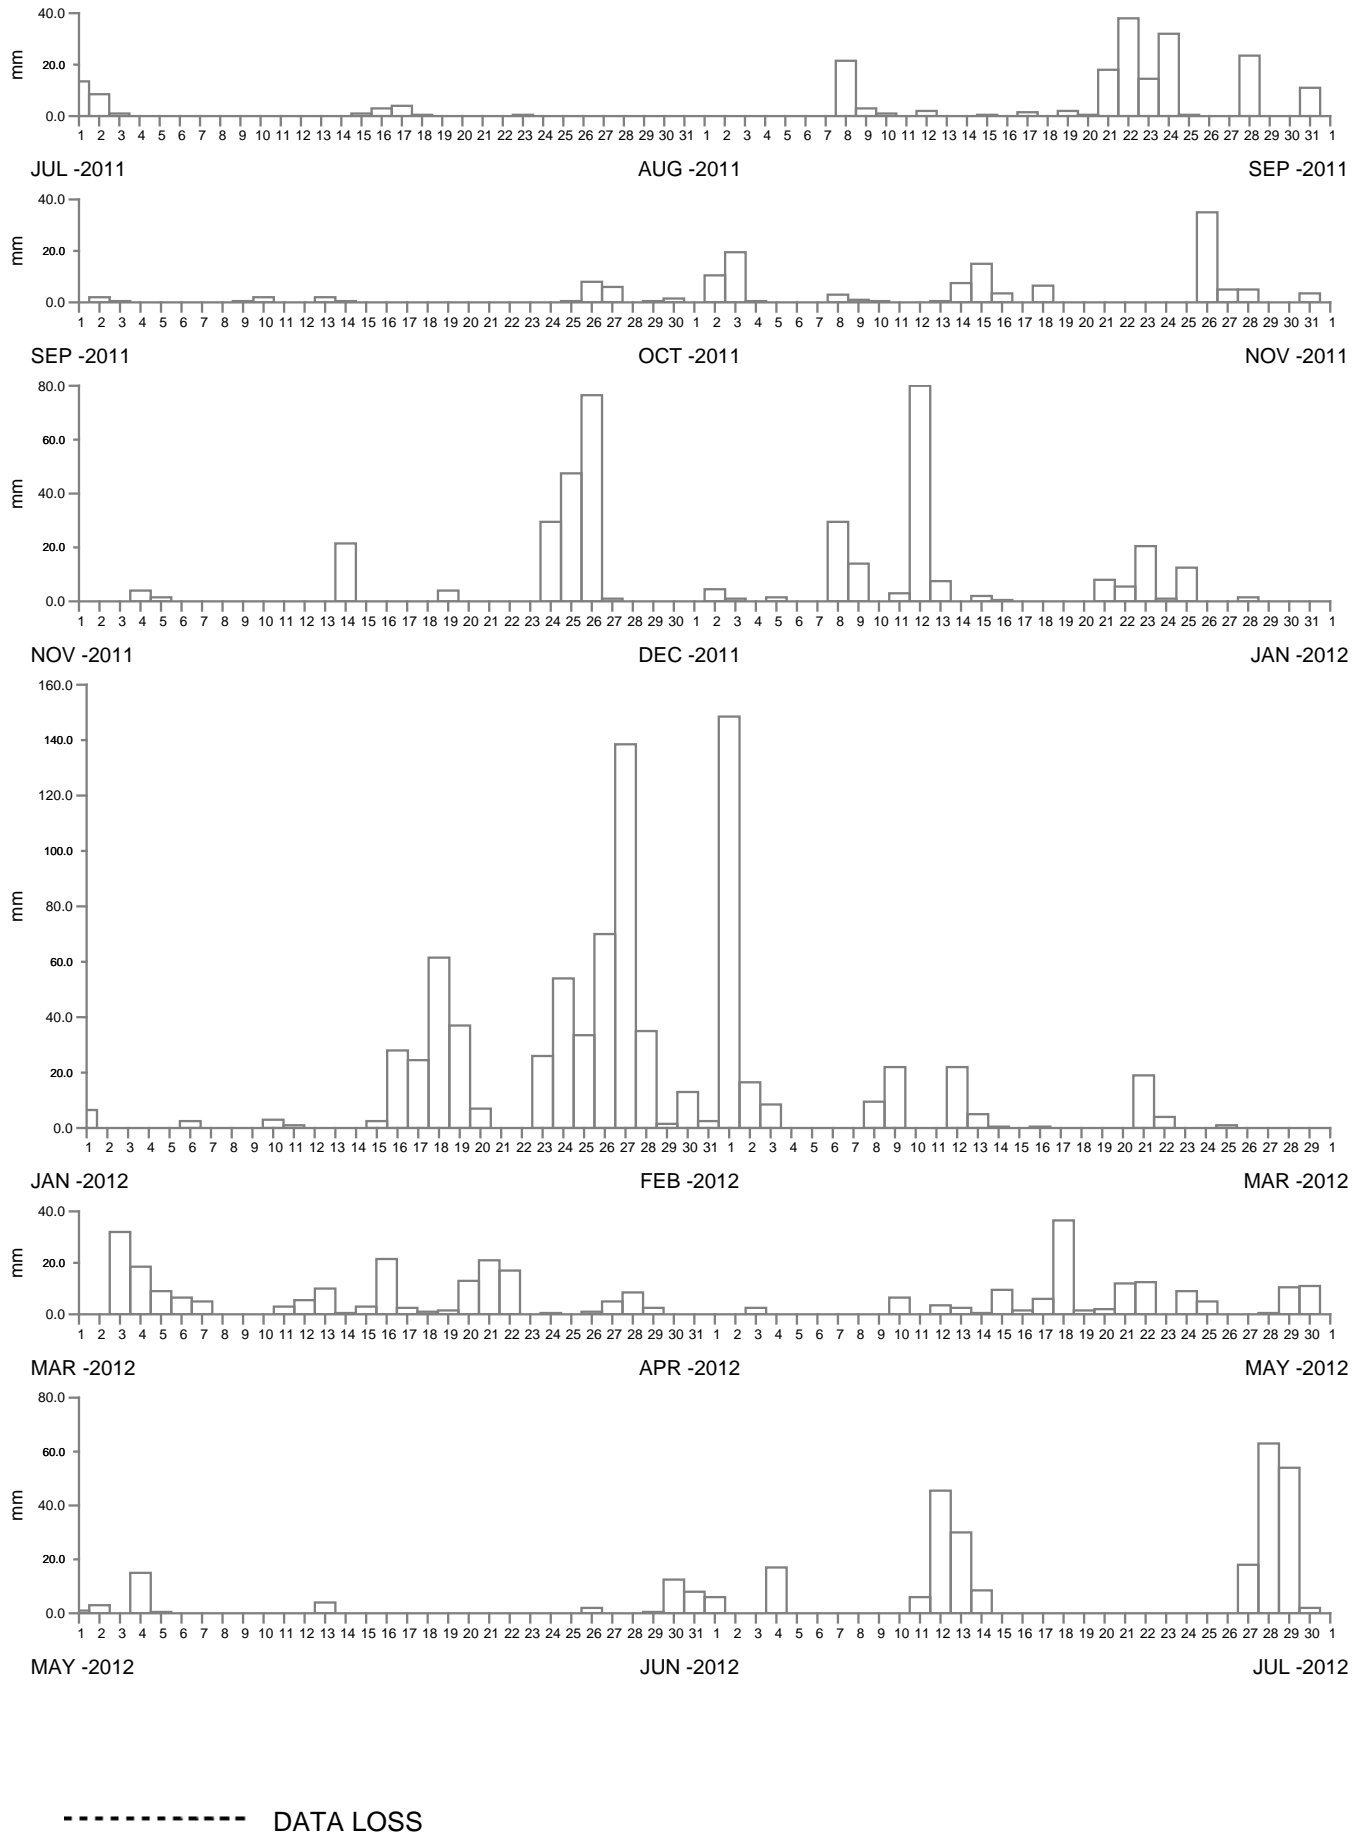 40.0
20.0
0.0
mm
1 2 3 4 5 6 7 8 9 10 11 12 13 14 15 16 17 18 19 20 21 22 23 24 25 26 27 28 29 30 31 1 2 3 4 5 6 7 8 9 10 11 12 13 14 15 16 17 18 19 20 21 22 23 24 25 26 27 28 29 30 31 1
JUL -2011 AUG -2011 SEP -2011
40.0
20.0
0.0
mm
1 2 3 4 5 6 7 8 9 10 11 12 13 14 15 16 17 18 19 20 21 22 23 24 25 26 27 28 29 30 1 2 3 4 5 6 7 8 9 10 11 12 13 14 15 16 17 18 19 20 21 22 23 24 25 26 27 28 29 30 31 1
SEP -2011 OCT -2011 NOV -2011
80.0
60.0
40.0
20.0
0.0
mm
1 2 3 4 5 6 7 8 9 10 11 12 13 14 15 16 17 18 19 20 21 22 23 24 25 26 27 28 29 30 1 2 3 4 5 6 7 8 9 10 11 12 13 14 15 16 17 18 19 20 21 22 23 24 25 26 27 28 29 30 31 1
NOV -2011 DEC -2011 JAN -2012
160.0
140.0
120.0
100.0
80.0
60.0
40.0
20.0
0.0
mm
1 2 3 4 5 6 7 8 9 10 11 12 13 14 15 16 17 18 19 20 21 22 23 24 25 26 27 28 29 30 31 1 2 3 4 5 6 7 8 9 10 11 12 13 14 15 16 17 18 19 20 21 22 23 24 25 26 27 28 29 1
JAN -2012 FEB -2012 MAR -2012
40.0
20.0
0.0
mm
1 2 3 4 5 6 7 8 9 10 11 12 13 14 15 16 17 18 19 20 21 22 23 24 25 26 27 28 29 30 31 1 2 3 4 5 6 7 8 9 10 11 12 13 14 15 16 17 18 19 20 21 22 23 24 25 26 27 28 29 30 1
MAR -2012 APR -2012 MAY -2012
80.0
60.0
40.0
20.0
0.0
mm
1 2 3 4 5 6 7 8 9 10 11 12 13 14 15 16 17 18 19 20 21 22 23 24 25 26 27 28 29 30 31 1 2 3 4 5 6 7 8 9 10 11 12 13 14 15 16 17 18 19 20 21 22 23 24 25 26 27 28 29 30 1
MAY -2012 JUN -2012 JUL -2012
DATA LOSS